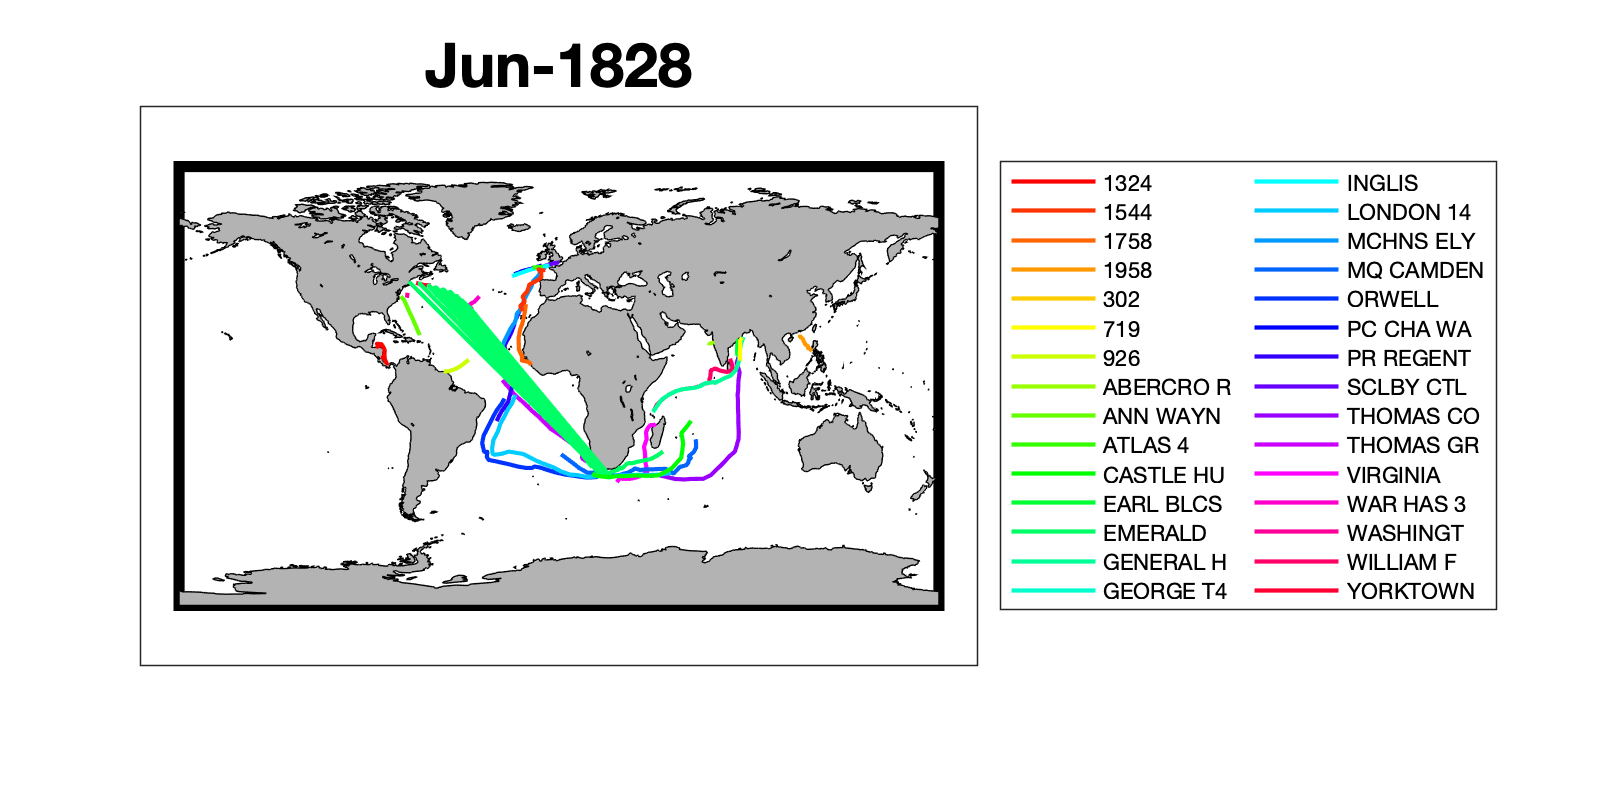 Jun-1828
1324
1544
1758
1958
302
719
926
ABERCRO R
ANN WAYN
ATLAS 4
CASTLE HU
EARL BLCS
EMERALD
GENERAL H
GEORGE T4
INGLIS
LONDON 14
MCHNS ELY
MQ CAMDEN
ORWELL
PC CHA WA
PR REGENT
SCLBY CTL
THOMAS CO
THOMAS GR
VIRGINIA
WAR HAS 3
WASHINGT
WILLIAM F
YORKTOWN